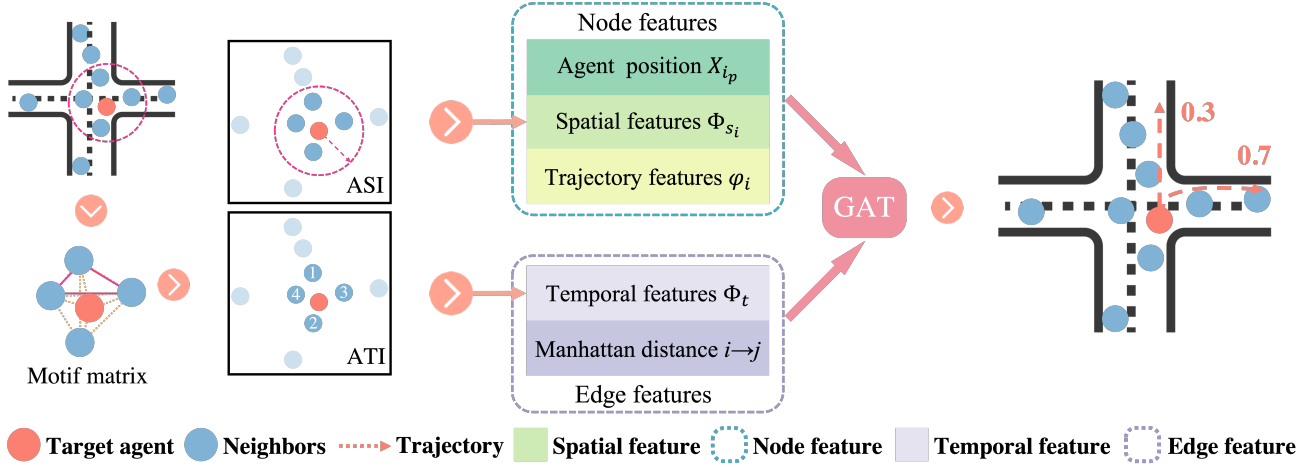 Motif matrix
ASI
1
4
3
2
ATI
Node features
Agent position X_{i_p}
Spatial features Φ_{s_i}
Trajectory features φ_i
Temporal features Φ_t
Manhattan distance i→j
Edge features
GAT
0.3
0.7
Target agent
Neighbors
Trajectory
Spatial feature
Node feature
Temporal feature
Edge feature